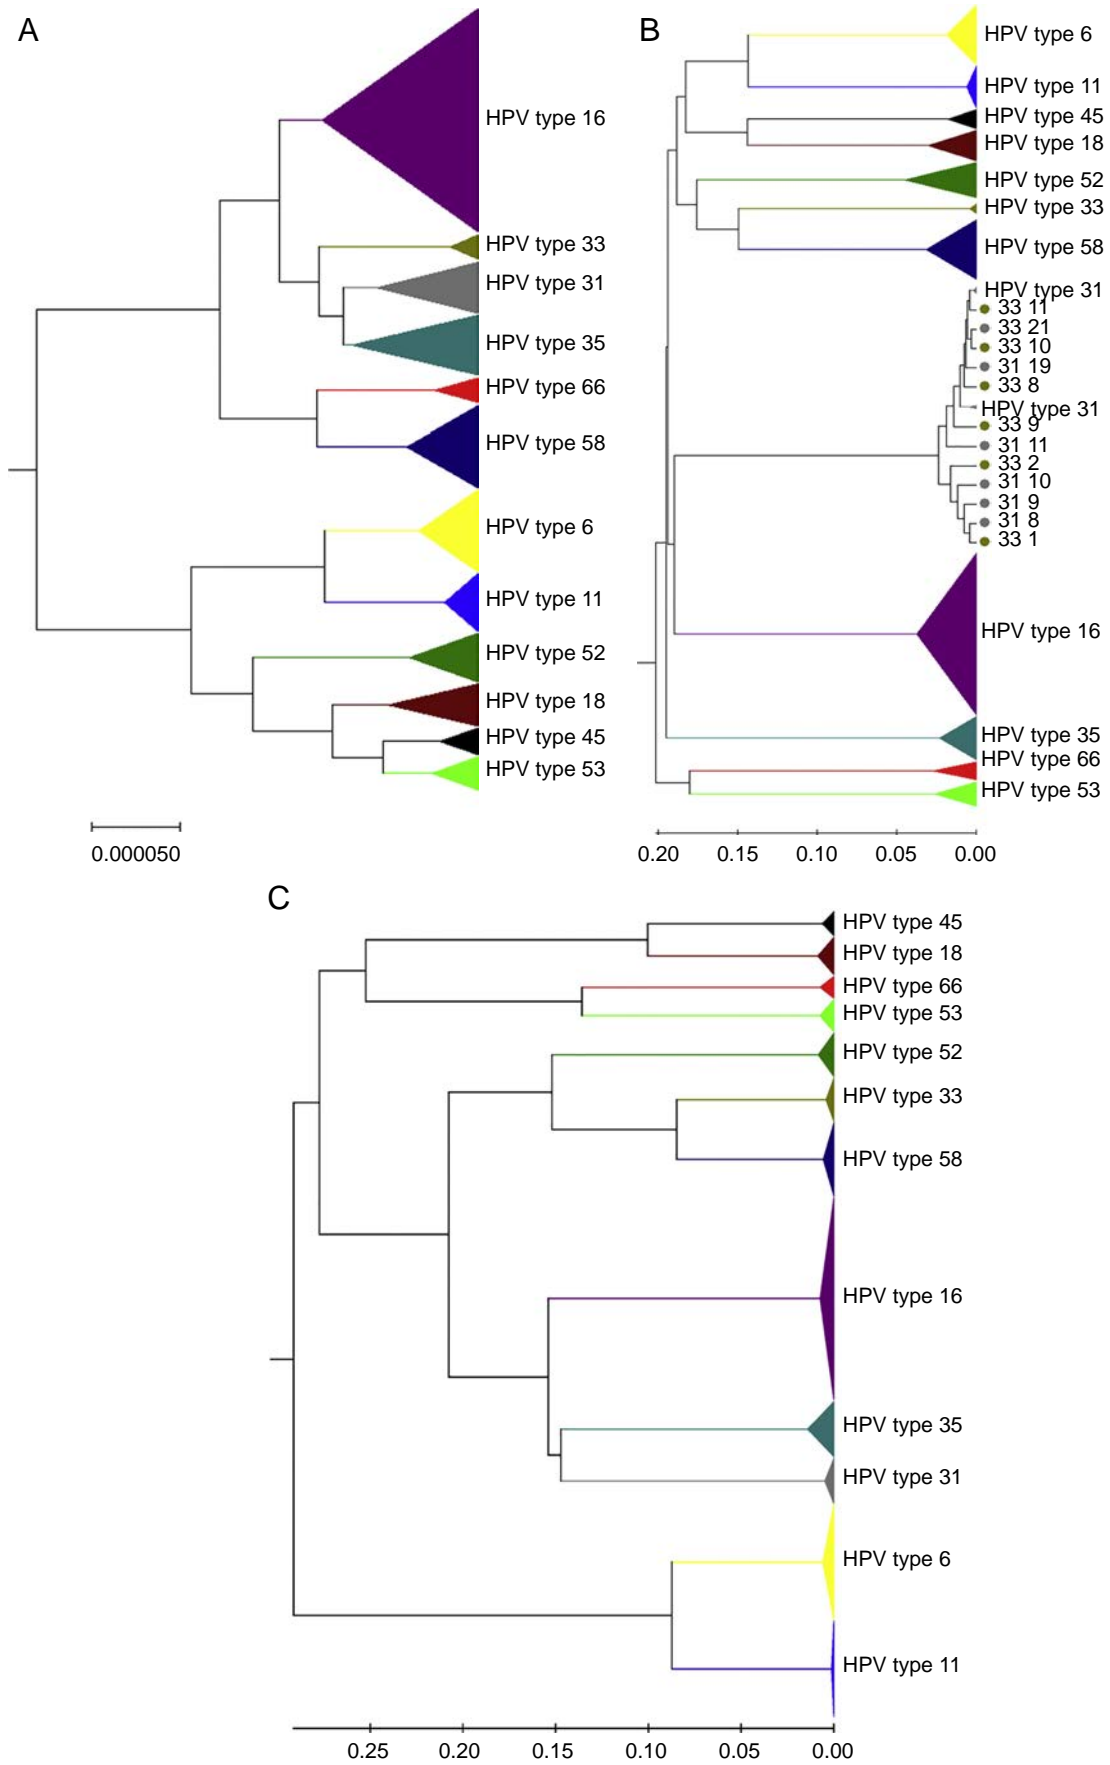 A
HPV type 16
HPV type 33
HPV type 31
HPV type 35
HPV type 66
HPV type 58
HPV type 6
HPV type 11
HPV type 52
HPV type 18
HPV type 45
HPV type 53
0.000050
B
HPV type 6
HPV type 11
HPV type 45
HPV type 18
HPV type 52
HPV type 33
HPV type 58
HPV type 31
33 11
33 21
33 10
31 19
33 8
HPV type 31
33 9
31 11
33 2
31 10
31 9
31 8
33 1
HPV type 16
HPV type 35
HPV type 66
HPV type 53
0.20 0.15 0.10 0.05 0.00
C
HPV type 45
HPV type 18
HPV type 66
HPV type 53
HPV type 52
HPV type 33
HPV type 58
HPV type 16
HPV type 35
HPV type 31
HPV type 6
HPV type 11
0.25 0.20 0.15 0.10 0.05 0.00